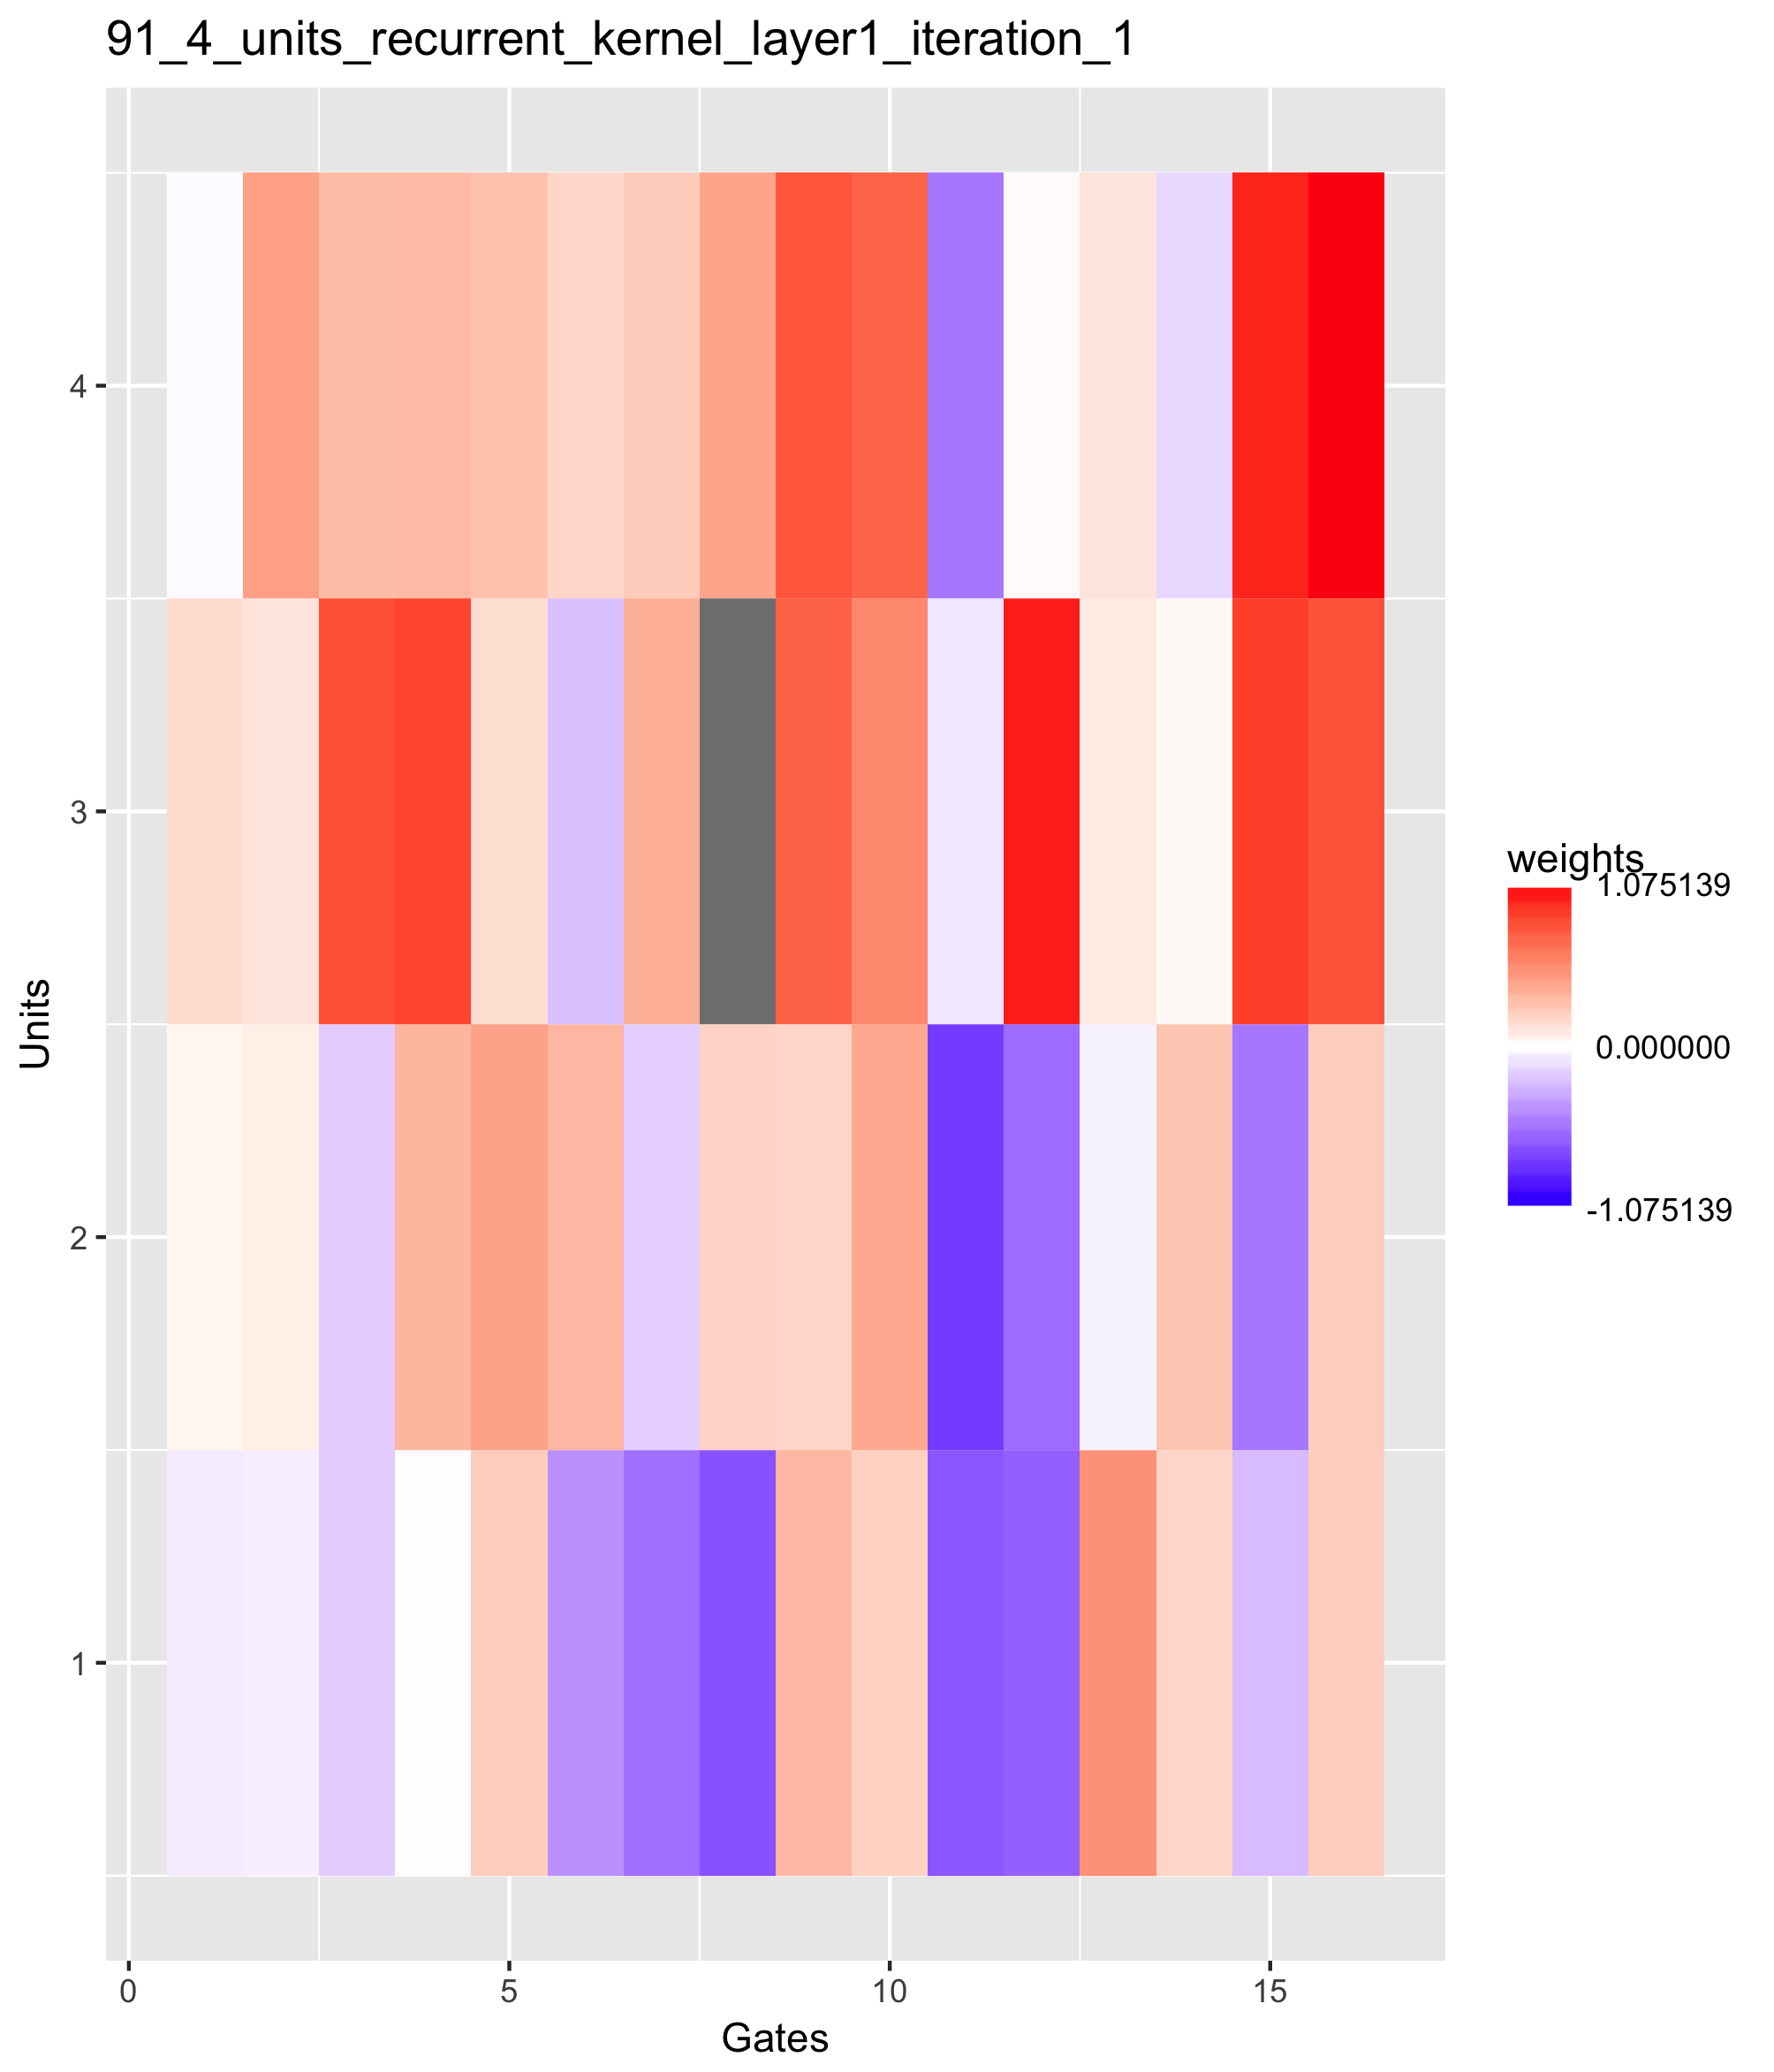 91_4_units_recurrent_kernel_layer1_iteration_1
4
3
2
1
Units
0 5 10 15
Gates
weights
1.075139
0.000000
-1.075139